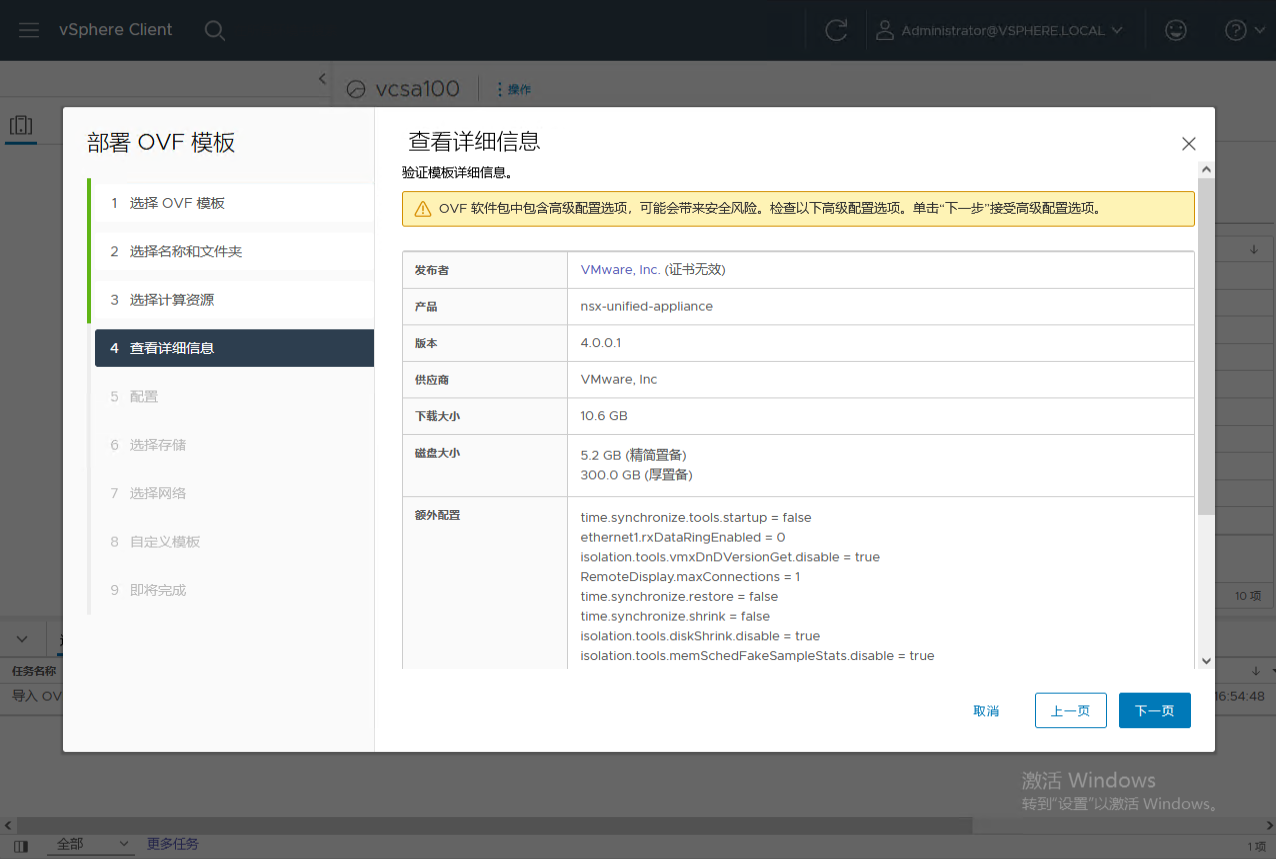 vSphere Client
Administrator@VSPHERE.LOCAL
vcsa100
操作
部署 OVF 模板
1 选择 OVF 模板
2 选择名称和文件夹
3 选择计算资源
4 查看详细信息
5 配置
6 选择存储
7 选择网络
8 自定义模板
9 即将完成
查看详细信息
验证模板详细信息。
OVF 软件包中包含高级配置选项，可能会带来安全风险。检查以下高级配置选项。单击“下一步”接受高级配置选项。
发布者 VMware, Inc. (证书无效)
产品 nsx-unified-appliance
版本 4.0.0.1
供应商 VMware, Inc
下载大小 10.6 GB
磁盘大小 5.2 GB (精简置备)
300.0 GB (厚置备)
额外配置 time.synchronize.tools.startup = false
ethernet1.rxDataRingEnabled = 0
isolation.tools.vmxDnDVersionGet.disable = true
RemoteDisplay.maxConnections = 1
time.synchronize.restore = false
time.synchronize.shrink = false
isolation.tools.diskShrink.disable = true
isolation.tools.memSchedFakeSampleStats.disable = true
取消 上一页 下一页
10 项
任务名称
导入 OV
16:54:48
激活 Windows
转到“设置”以激活 Windows。
全部 更多任务
1 项